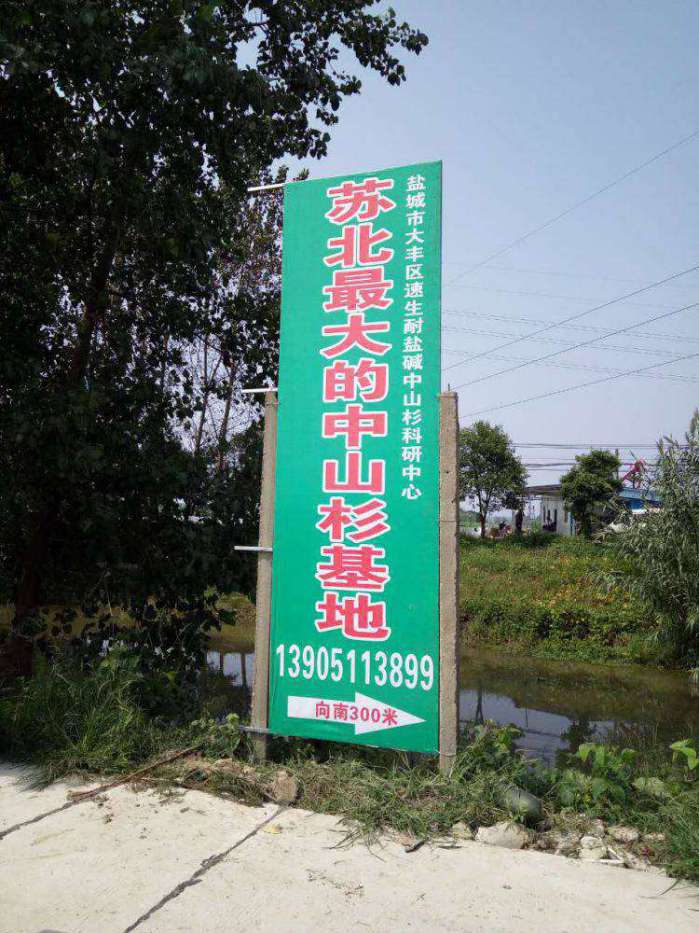 盐城市大丰区速生耐盐碱中山杉科研中心
苏北最大的中山杉基地
13905113899
向南300米